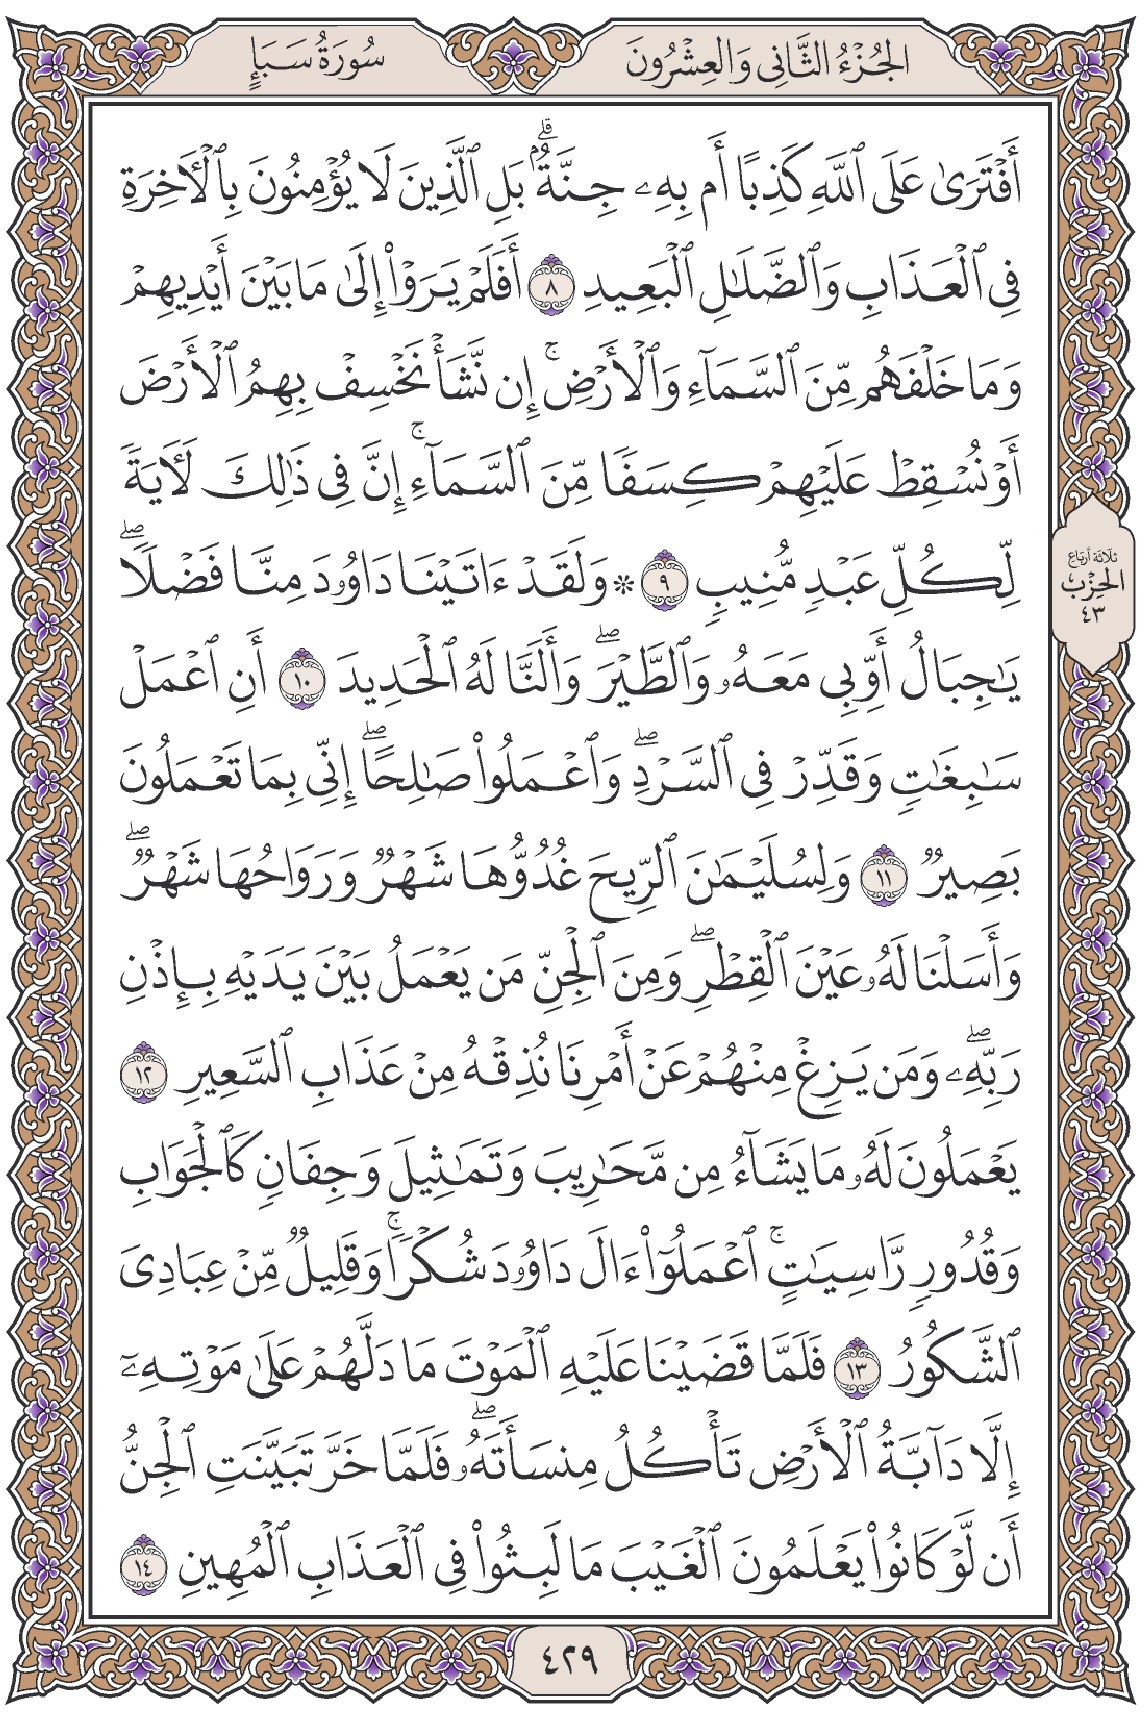 الجُزْءُ الثَّانِي وَالعِشْرُونَ
سُورَةُ سَبَإٍ
أَفْتَرَىٰ عَلَى ٱللَّهِ كَذِبًا أَم بِهِۦ جِنَّةُۢۗ بَلِ ٱلَّذِينَ لَا يُؤْمِنُونَ بِٱلْأَخِرَةِ
فِي ٱلْعَذَابِ وَٱلضَّلَٰلِ ٱلْبَعِيدِ ٨ أَفَلَمْ يَرَوْا۟ إِلَىٰ مَا بَيْنَ أَيْدِيهِمْ
وَمَا خَلْفَهُم مِّنَ ٱلسَّمَآءِ وَٱلْأَرْضِۚ إِن نَّشَأْ نَخْسِفْ بِهِمُ ٱلْأَرْضَ
أَوْ نُسْقِطْ عَلَيْهِمْ كِسَفًا مِّنَ ٱلسَّمَآءِۚ إِنَّ فِي ذَٰلِكَ لَأَيَةً
لِّكُلِّ عَبْدٍ مُّنِيبٍ ٩ ۞ وَلَقَدْ ءَاتَيْنَا دَاوُۥدَ مِنَّا فَضْلًاۖ
يَٰجِبَالُ أَوِّبِي مَعَهُۥ وَٱلطَّيْرَۖ وَأَلَنَّا لَهُ ٱلْحَدِيدَ ١٠ أَنِ ٱعْمَلْ
سَٰبِغَٰتٍ وَقَدِّرْ فِي ٱلسَّرْدِۖ وَٱعْمَلُوا۟ صَٰلِحًاۖ إِنِّي بِمَا تَعْمَلُونَ
بَصِيرٌ ١١ وَلِسُلَيْمَٰنَ ٱلرِّيحَ غُدُوُّهَا شَهْرٌ وَرَوَاحُهَا شَهْرٌۖ
وَأَسَلْنَا لَهُۥ عَيْنَ ٱلْقِطْرِۖ وَمِنَ ٱلْجِنِّ مَن يَعْمَلُ بَيْنَ يَدَيْهِ بِإِذْنِ
رَبِّهِۦۖ وَمَن يَزِغْ مِنْهُمْ عَنْ أَمْرِنَا نُذِقْهُ مِنْ عَذَابِ ٱلسَّعِيرِ ١٢
يَعْمَلُونَ لَهُۥ مَا يَشَآءُ مِن مَّحَٰرِيبَ وَتَمَٰثِيلَ وَجِفَانٍ كَٱلْجَوَابِ
وَقُدُورٍ رَّاسِيَٰتٍۚ ٱعْمَلُوٓا۟ ءَالَ دَاوُۥدَ شُكْرًاۚ وَقَلِيلٌ مِّنْ عِبَادِيَ
ٱلشَّكُورُ ١٣ فَلَمَّا قَضَيْنَا عَلَيْهِ ٱلْمَوْتَ مَا دَلَّهُمْ عَلَىٰ مَوْتِهِۦٓ
إِلَّا دَآبَّةُ ٱلْأَرْضِ تَأْكُلُ مِنسَأَتَهُۥۖ فَلَمَّا خَرَّ تَبَيَّنَتِ ٱلْجِنُّ
أَن لَّوْ كَانُوا۟ يَعْلَمُونَ ٱلْغَيْبَ مَا لَبِثُوا۟ فِي ٱلْعَذَابِ ٱلْمُهِينِ ١٤
ثلاثة أرباع
الحِزْب
٤٣
٤٢٩